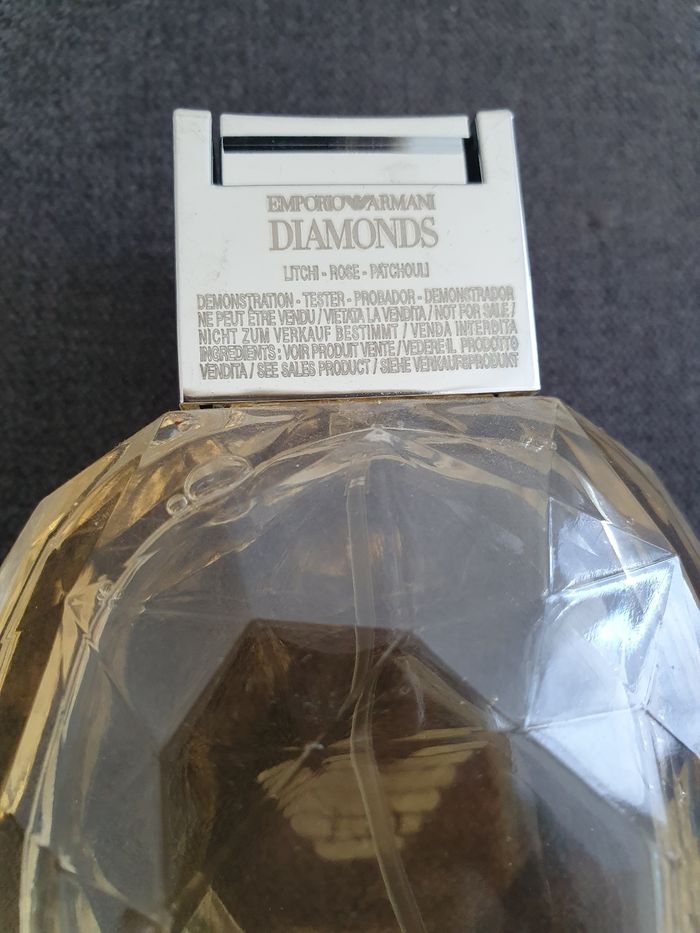 EMPORIO ARMANI
DIAMONDS
LITCHI - ROSE - PATCHOULI
DEMONSTRATION - TESTER - PROBADOR - DEMONSTRADOR
NE PEUT ÊTRE VENDU / VIETATA LA VENDITA / NOT FOR SALE /
NICHT ZUM VERKAUF BESTIMMT / VENDA INTERDITA
INGREDIENTS : VOIR PRODUIT VENTE / VEDERE IL PRODOTTO
VENDITA / SEE SALES PRODUCT / SIEHE VERKAUFSPRODUKT